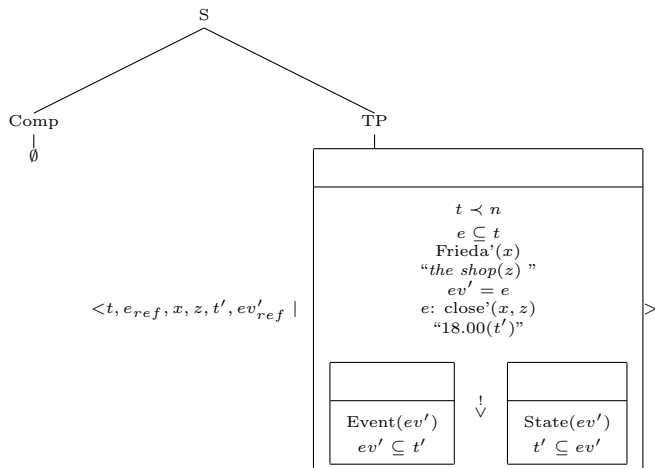 S
Comp TP
∅
t ≺ n
e ⊆ t
Frieda’(x)
“the shop(z) ”
ev′ = e
<t, e_ref, x, z, t′, ev′_ref | e: close’(x, z) >
“18.00(t′)”
!
∨
Event(ev′) State(ev′)
ev′ ⊆ t′ t′ ⊆ ev′